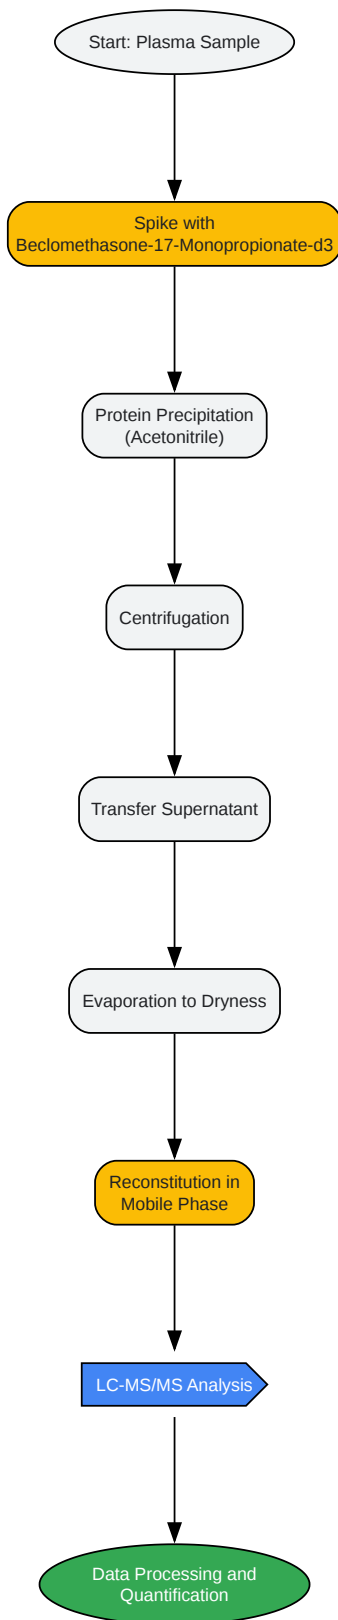 Start: Plasma Sample
Spike with
Beclomethasone-17-Monopropionate-d3
Protein Precipitation
(Acetonitrile)
Centrifugation
Transfer Supernatant
Evaporation to Dryness
Reconstitution in
Mobile Phase
LC-MS/MS Analysis
Data Processing and
Quantification